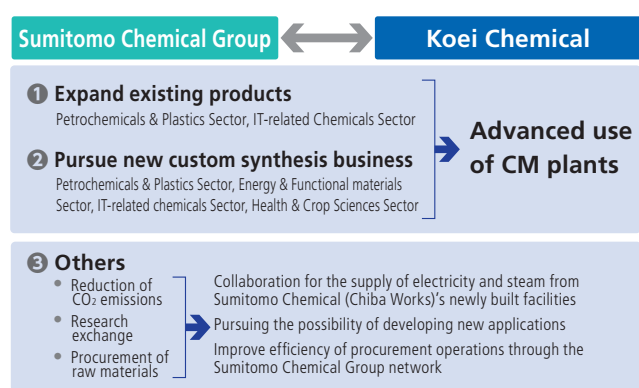 Sumitomo Chemical Group
Koei Chemical
❶ Expand existing products
Petrochemicals & Plastics Sector, IT-related Chemicals Sector
❷ Pursue new custom synthesis business
Petrochemicals & Plastics Sector, Energy & Functional materials
Sector, IT-related chemicals Sector, Health & Crop Sciences Sector
Advanced use
of CM plants
❸ Others
• Reduction of
CO₂ emissions
• Research
exchange
• Procurement of
raw materials
Collaboration for the supply of electricity and steam from
Sumitomo Chemical (Chiba Works)'s newly built facilities
Pursuing the possibility of developing new applications
Improve efficiency of procurement operations through the
Sumitomo Chemical Group network